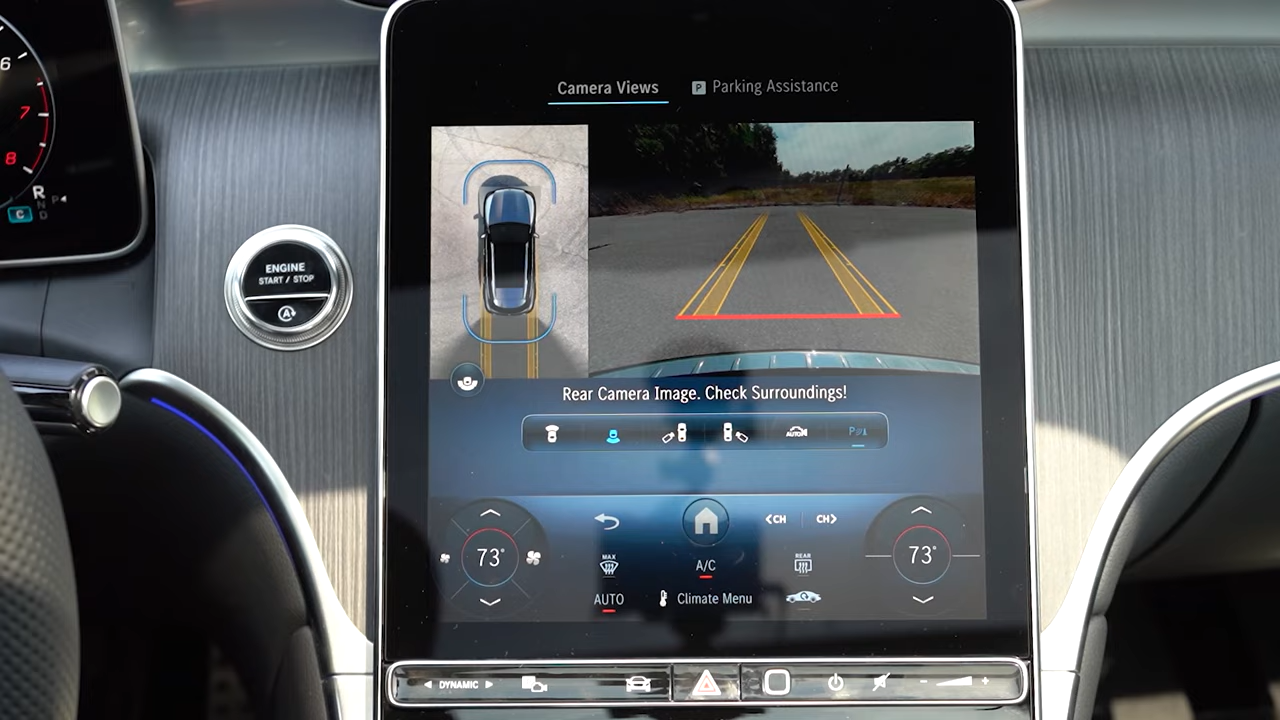 6
7
8
R
N
D
P◄
C
ENGINE
START / STOP
A
Camera Views
P Parking Assistance
Rear Camera Image. Check Surroundings!
AUTO
P
73°
<CH
CH>
73°
MAX
A/C
REAR
AUTO
Climate Menu
◄ DYNAMIC ►
− +